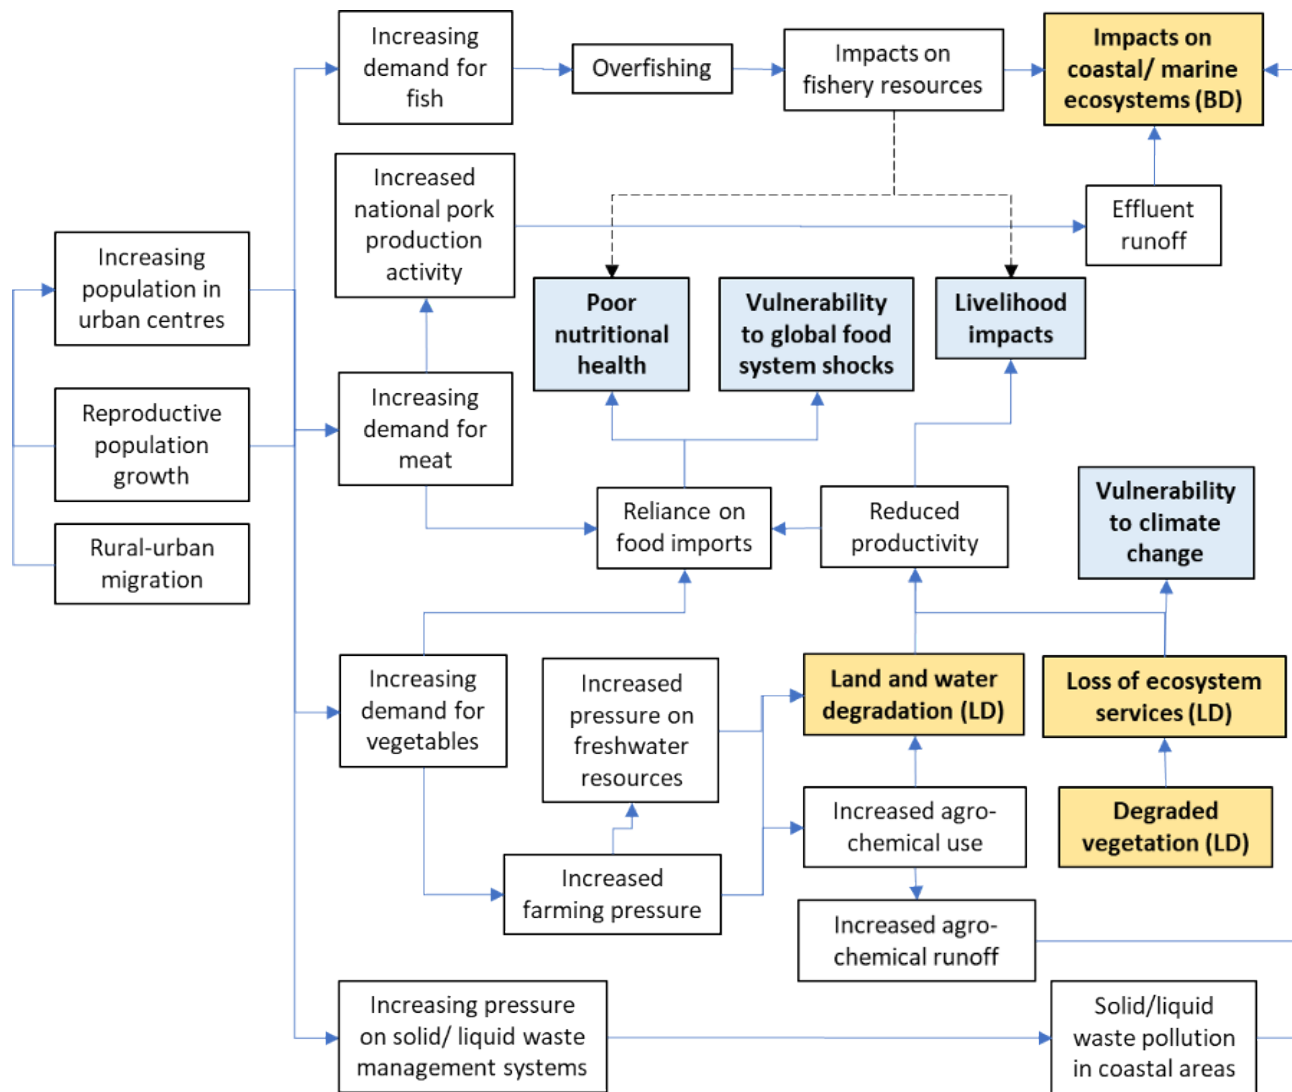 Increasing
demand for
fish
Overfishing
Impacts on
fishery resources
Impacts on
coastal/ marine
ecosystems (BD)
Increased
national pork
production
activity
Effluent
runoff
Increasing
population in
urban centres
Poor
nutritional
health
Vulnerability
to global food
system shocks
Livelihood
impacts
Reproductive
population
growth
Increasing
demand for
meat
Rural-urban
migration
Reliance on
food imports
Reduced
productivity
Vulnerability
to climate
change
Increasing
demand for
vegetables
Increased
pressure on
freshwater
resources
Land and water
degradation (LD)
Loss of ecosystem
services (LD)
Increased agro-
chemical use
Degraded
vegetation (LD)
Increased
farming pressure
Increased agro-
chemical runoff
Increasing pressure
on solid/ liquid waste
management systems
Solid/liquid
waste pollution
in coastal areas